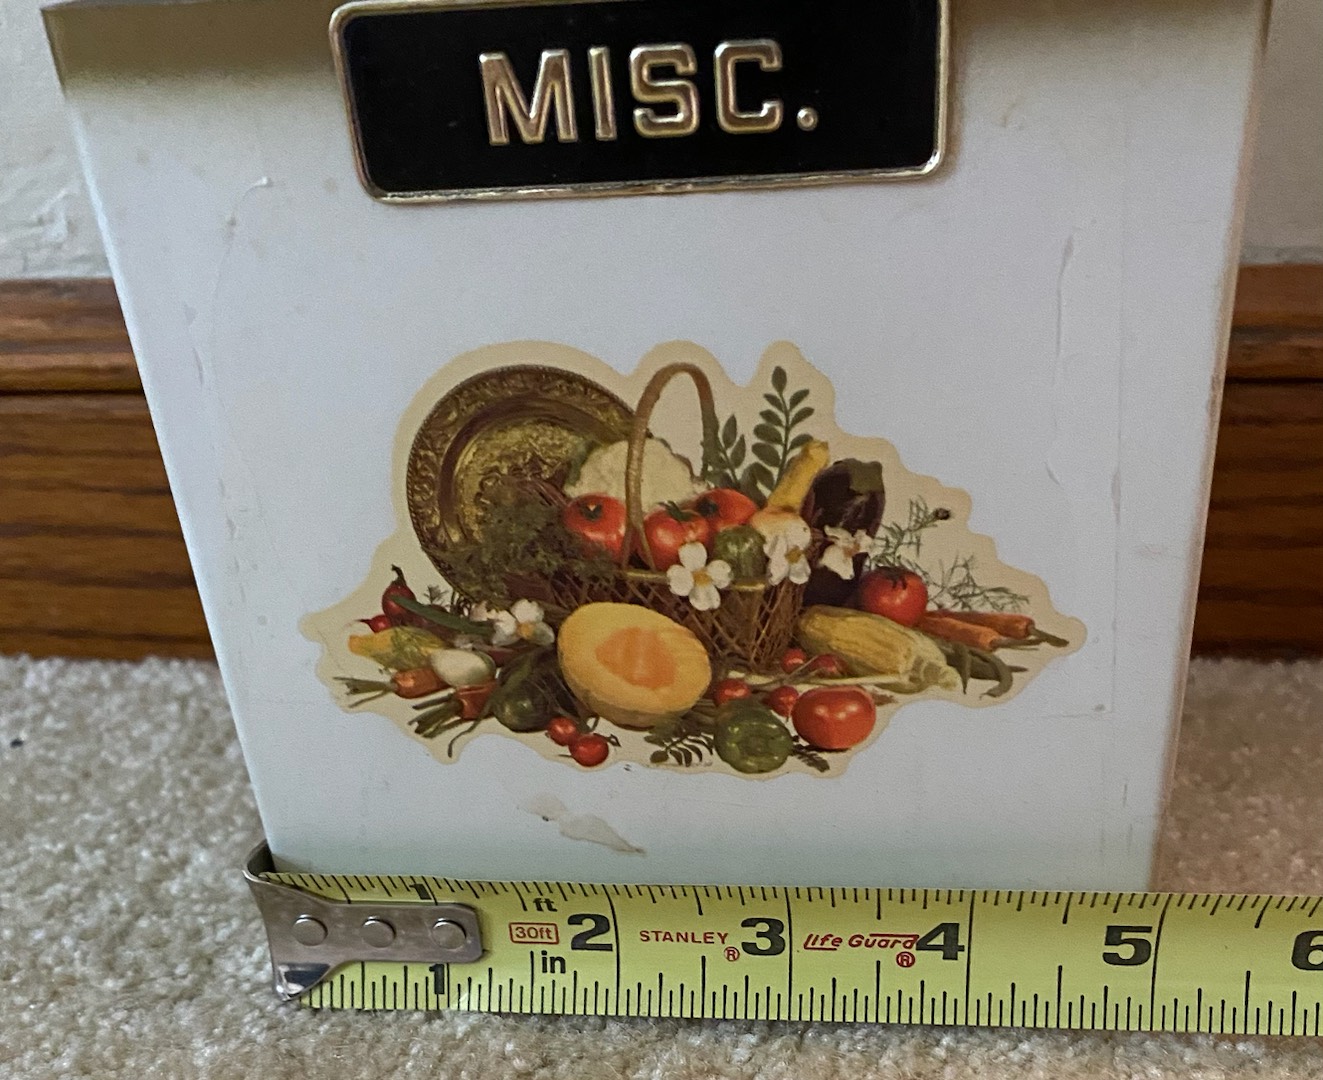 MISC.
1 ft 2 3 4 5 6
30ft STANLEY® Life Guard®
1 in